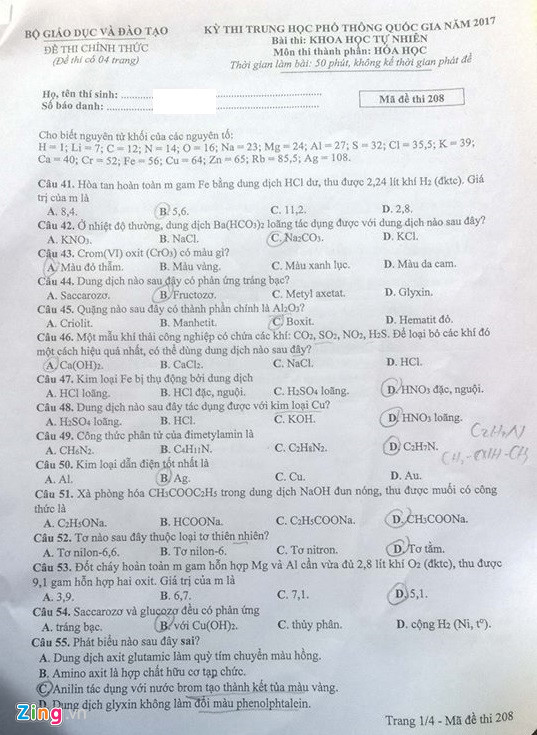 BỘ GIÁO DỤC VÀ ĐÀO TẠO
ĐỀ THI CHÍNH THỨC
(Đề thi có 04 trang)
KỲ THI TRUNG HỌC PHỔ THÔNG QUỐC GIA NĂM 2017
Bài thi: KHOA HỌC TỰ NHIÊN
Môn thi thành phần: HÓA HỌC
Thời gian làm bài: 50 phút, không kể thời gian phát đề
Họ, tên thí sinh:
Số báo danh:
Mã đề thi 208
Cho biết nguyên tử khối của các nguyên tố:
H = 1; Li = 7; C = 12; N = 14; O = 16; Na = 23; Mg = 24; Al = 27; S = 32; Cl = 35,5; K = 39;
Ca = 40; Cr = 52; Fe = 56; Cu = 64; Zn = 65; Rb = 85,5; Ag = 108.
Câu 41. Hòa tan hoàn toàn m gam Fe bằng dung dịch HCl dư, thu được 2,24 lít khí H₂ (đktc). Giá
trị của m là
A. 8,4. B. 5,6. C. 11,2. D. 2,8.
Câu 42. Ở nhiệt độ thường, dung dịch Ba(HCO₃)₂ loãng tác dụng được với dung dịch nào sau đây?
A. KNO₃. B. NaCl. C. Na₂CO₃. D. KCl.
Câu 43. Crom(VI) oxit (CrO₃) có màu gì?
A. Màu đỏ thẫm. B. Màu vàng. C. Màu xanh lục. D. Màu da cam.
Câu 44. Dung dịch nào sau đây có phản ứng tráng bạc?
A. Saccarozơ. B. Fructozơ. C. Metyl axetat. D. Glyxin.
Câu 45. Quặng nào sau đây có thành phần chính là Al₂O₃?
A. Criolit. B. Manhetit. C. Boxit. D. Hematit đỏ.
Câu 46. Một mẫu khí thải công nghiệp có chứa các khí: CO₂, SO₂, NO₂, H₂S. Để loại bỏ các khí đó
một cách hiệu quả nhất, có thể dùng dung dịch nào sau đây?
A. Ca(OH)₂. B. CaCl₂. C. NaCl. D. HCl.
Câu 47. Kim loại Fe bị thụ động bởi dung dịch
A. HCl loãng. B. HCl đặc, nguội. C. H₂SO₄ loãng. D. HNO₃ đặc, nguội.
Câu 48. Dung dịch nào sau đây tác dụng được với kim loại Cu?
A. H₂SO₄ loãng. B. HCl. C. KOH. D. HNO₃ loãng.
Câu 49. Công thức phân tử của đimetylamin là
A. CH₆N₂. B. C₄H₁₁N. C. C₂H₈N₂. D. C₂H₇N.
Câu 50. Kim loại dẫn điện tốt nhất là
A. Al. B. Ag. C. Cu. D. Au.
Câu 51. Xà phòng hóa CH₃COOC₂H₅ trong dung dịch NaOH đun nóng, thu được muối có công
thức là
A. C₂H₅ONa. B. HCOONa. C. C₂H₅COONa. D. CH₃COONa.
Câu 52. Tơ nào sau đây thuộc loại tơ thiên nhiên?
A. Tơ nilon-6,6. B. Tơ nilon-6. C. Tơ nitron. D. Tơ tằm.
Câu 53. Đốt cháy hoàn toàn m gam hỗn hợp Mg và Al cần vừa đủ 2,8 lít khí O₂ (đktc), thu được
9,1 gam hỗn hợp hai oxit. Giá trị của m là
A. 3,9. B. 6,7. C. 7,1. D. 5,1.
Câu 54. Saccarozơ và glucozơ đều có phản ứng
A. tráng bạc. B. với Cu(OH)₂. C. thủy phân. D. cộng H₂ (Ni, tº).
Câu 55. Phát biểu nào sau đây sai?
A. Dung dịch axit glutamic làm quỳ tím chuyển màu hồng.
B. Amino axit là hợp chất hữu cơ tạp chức.
C. Anilin tác dụng với nước brom tạo thành kết tủa màu vàng.
D. Dung dịch glyxin không làm đổi màu phenolphtalein.
Zing.vn
Trang 1/4 - Mã đề thi 208